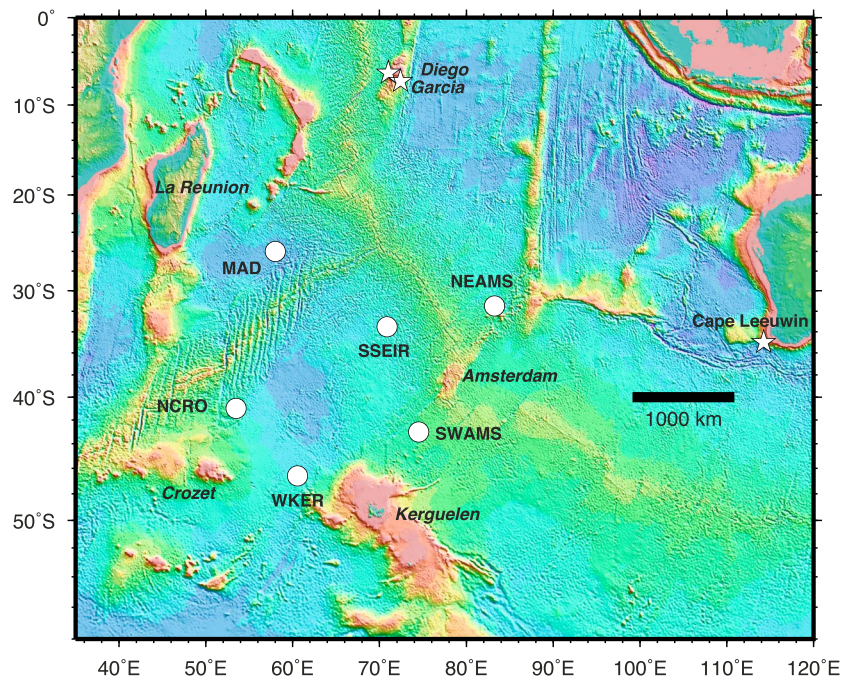 0˚
10˚S
20˚S
30˚S
40˚S
50˚S
Diego
Garcia
La Reunion
MAD
NEAMS
Cape Leeuwin
SSEIR
Amsterdam
NCRO
1000 km
SWAMS
Crozet
WKER
Kerguelen
40˚E
50˚E
60˚E
70˚E
80˚E
90˚E
100˚E
110˚E
120˚E